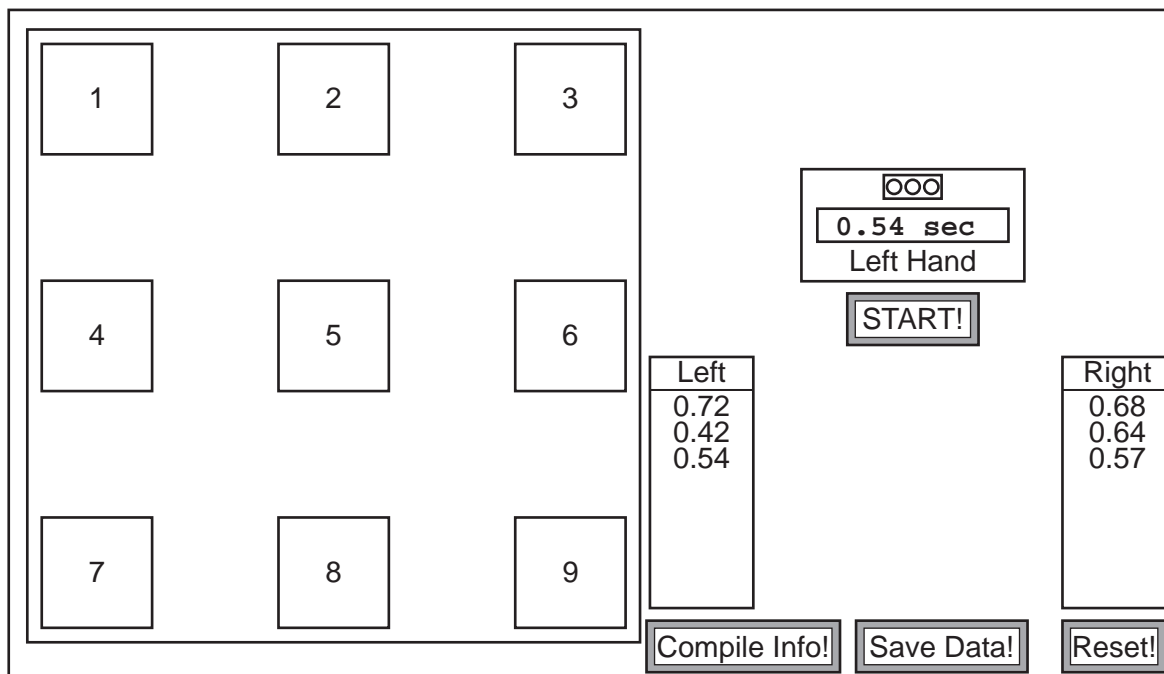 1 2 3
4 5 6
7 8 9
0.54 sec
Left Hand
START!
Left
0.72
0.42
0.54
Right
0.68
0.64
0.57
Compile Info! Save Data! Reset!